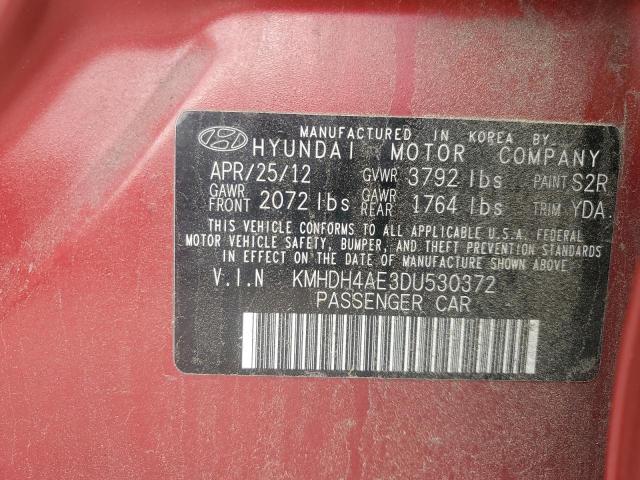 MANUFACTURED IN KOREA BY
HYUNDAI MOTOR COMPANY
APR/25/12 GVWR 3792 lbs PAINT S2R
GAWR FRONT 2072 lbs GAWR REAR 1764 lbs TRIM YDA
THIS VEHICLE CONFORMS TO ALL APPLICABLE U.S.A. FEDERAL
MOTOR VEHICLE SAFETY, BUMPER, AND THEFT PREVENTION STANDARDS
IN EFFECT ON THE DATE OF MANUFACTURE SHOWN ABOVE.
V.I.N KMHDH4AE3DU530372
PASSENGER CAR